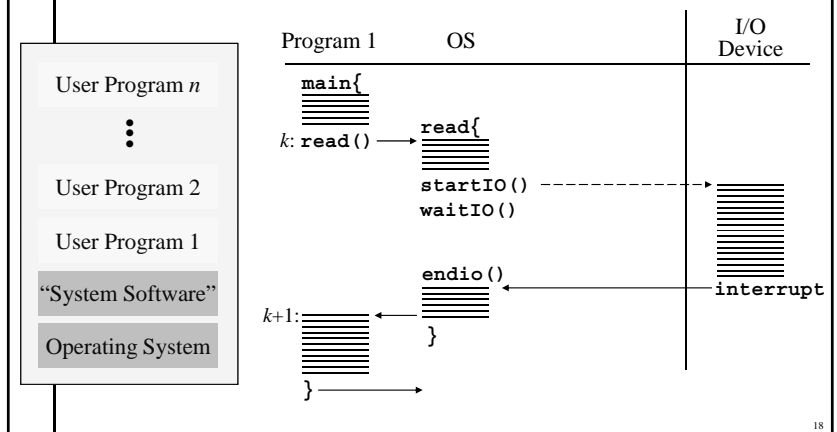 User Program n
User Program 2
User Program 1
“System Software”
Operating System
Program 1 OS I/O Device
main{
k: read() read{
startIO()
waitIO()
endio()
interrupt
k+1:
}
}
18